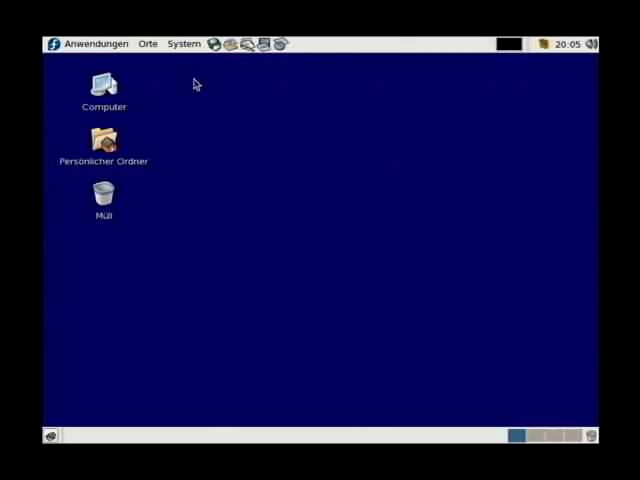 Anwendungen Orte System 20:05
Computer
Persönlicher Ordner
Müll